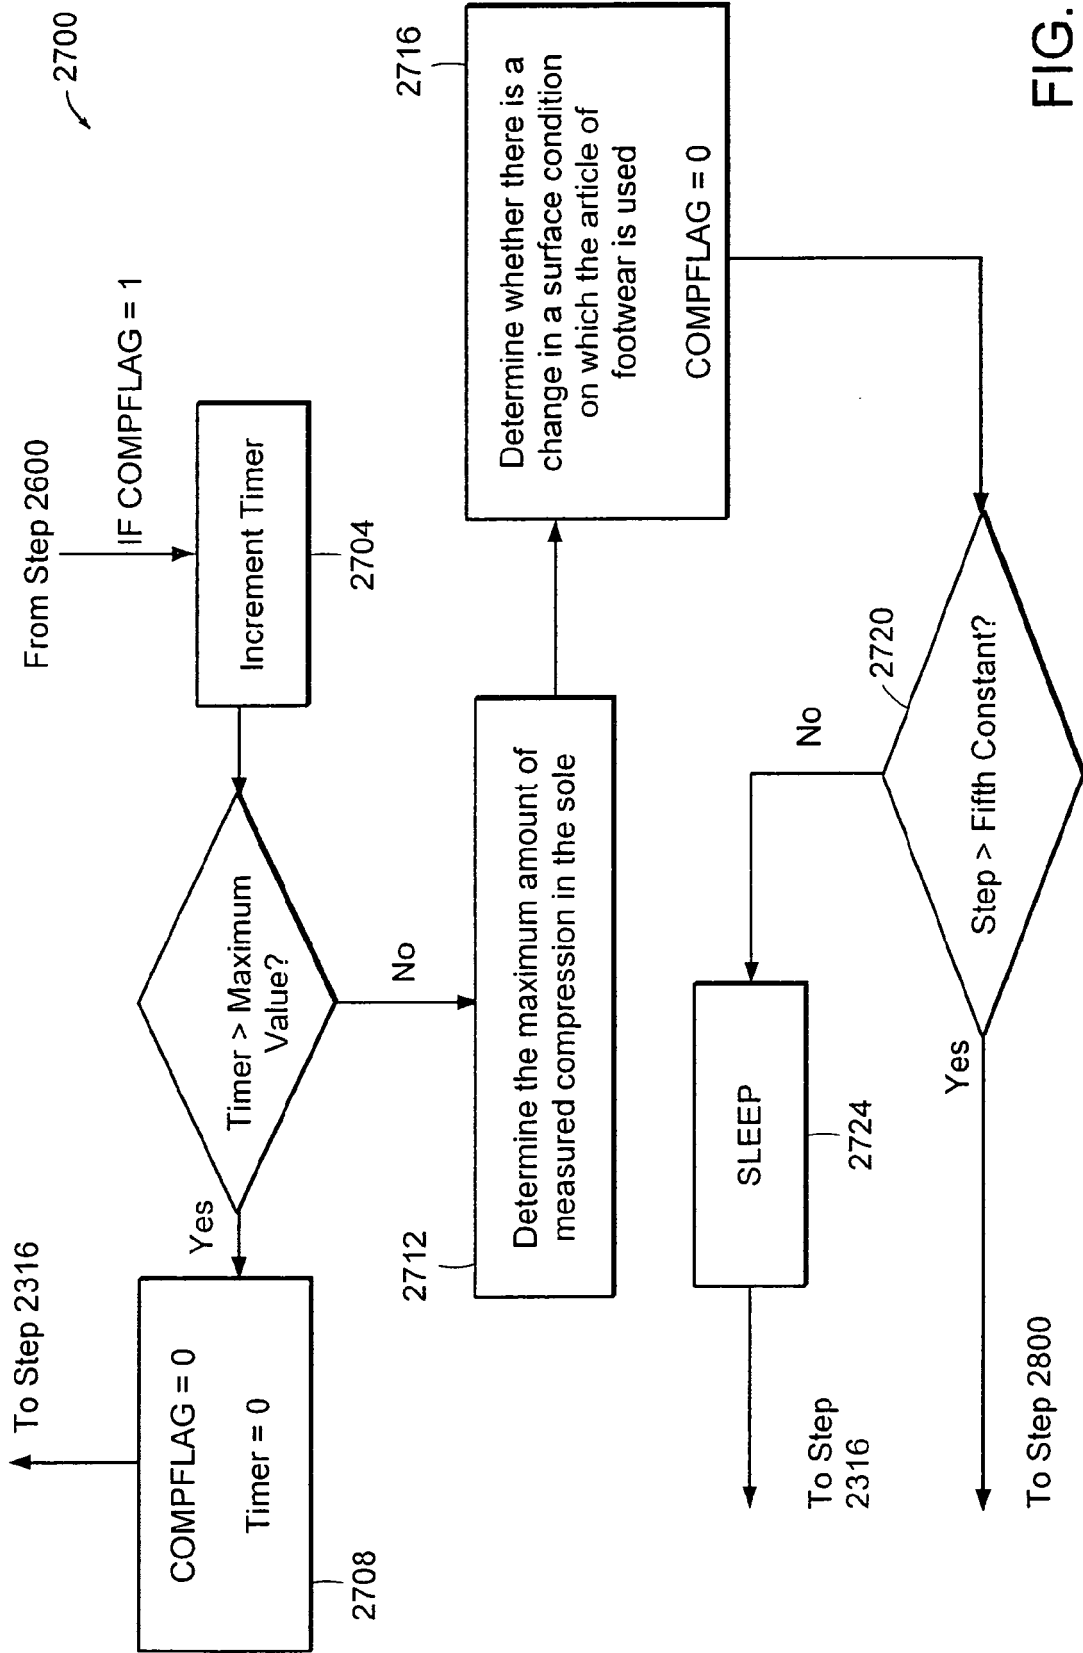 2700
From Step 2600
IF COMPFLAG = 1
Increment Timer
2704
Timer > Maximum
Value?
Yes
No
COMPFLAG = 0
Timer = 0
2708
To Step 2316
2712
Determine the maximum amount of
measured compression in the sole
2716
Determine whether there is a
change in a surface condition
on which the article of
footwear is used
COMPFLAG = 0
2720
Step > Fifth Constant?
No
Yes
SLEEP
2724
To Step
2316
To Step 2800
FIG.